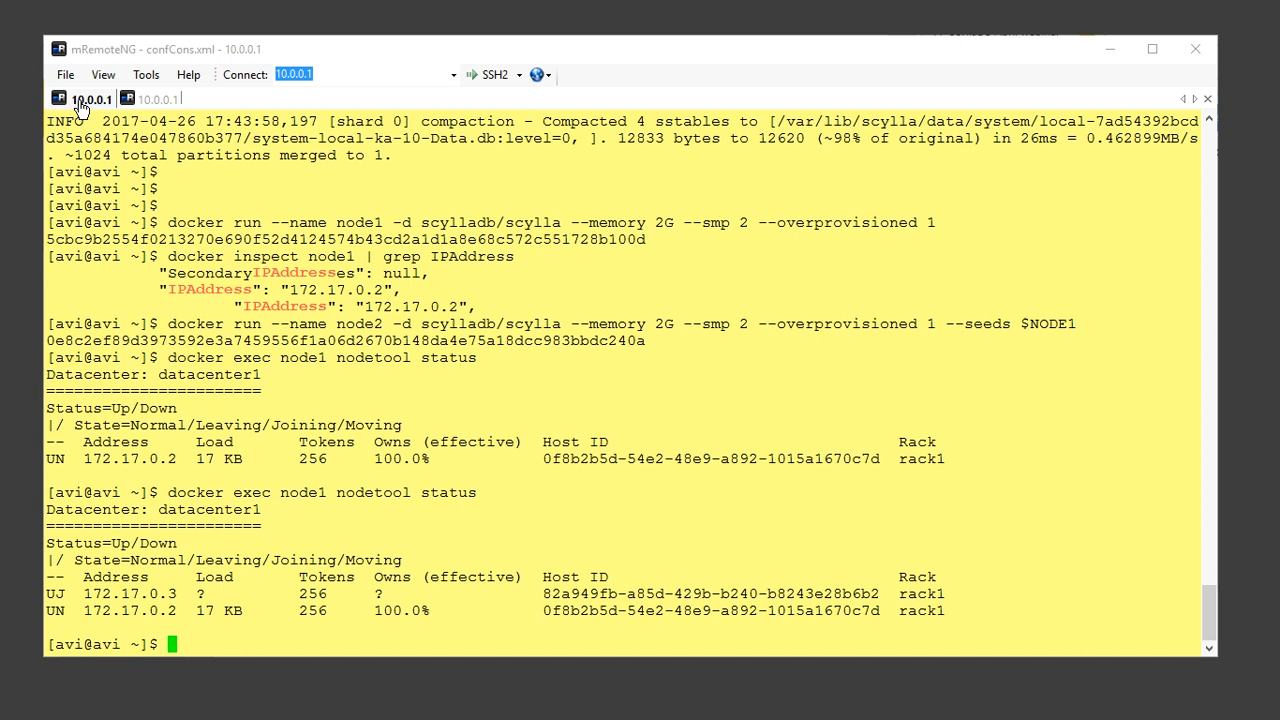 mRemoteNG - confCons.xml - 10.0.0.1
File View Tools Help Connect: 10.0.0.1 SSH2
10.0.0.1 10.0.0.1
INFO 2017-04-26 17:43:58,197 [shard 0] compaction - Compacted 4 sstables to [/var/lib/scylla/data/system/local-7ad54392bcd
d35a684174e047860b377/system-local-ka-10-Data.db:level=0, ]. 12833 bytes to 12620 (~98% of original) in 26ms = 0.462899MB/s
. ~1024 total partitions merged to 1.
[avi@avi ~]$
[avi@avi ~]$
[avi@avi ~]$
[avi@avi ~]$ docker run --name node1 -d scylladb/scylla --memory 2G --smp 2 --overprovisioned 1
5cbc9b2554f0213270e690f52d4124574b43cd2a1d1a8e68c572c551728b100d
[avi@avi ~]$ docker inspect node1 | grep IPAddress
"SecondaryIPAddresses": null,
"IPAddress": "172.17.0.2",
"IPAddress": "172.17.0.2",
[avi@avi ~]$ docker run --name node2 -d scylladb/scylla --memory 2G --smp 2 --overprovisioned 1 --seeds $NODE1
0e8c2ef89d3973592e3a7459556f1a06d2670b148da4e75a18dcc983bbdc240a
[avi@avi ~]$ docker exec node1 nodetool status
Datacenter: datacenter1
=======================
Status=Up/Down
|/ State=Normal/Leaving/Joining/Moving
-- Address Load Tokens Owns (effective) Host ID Rack
UN 172.17.0.2 17 KB 256 100.0% 0f8b2b5d-54e2-48e9-a892-1015a1670c7d rack1
[avi@avi ~]$ docker exec node1 nodetool status
Datacenter: datacenter1
=======================
Status=Up/Down
|/ State=Normal/Leaving/Joining/Moving
-- Address Load Tokens Owns (effective) Host ID Rack
UJ 172.17.0.3 ? 256 ? 82a949fb-a85d-429b-b240-b8243e28b6b2 rack1
UN 172.17.0.2 17 KB 256 100.0% 0f8b2b5d-54e2-48e9-a892-1015a1670c7d rack1
[avi@avi ~]$